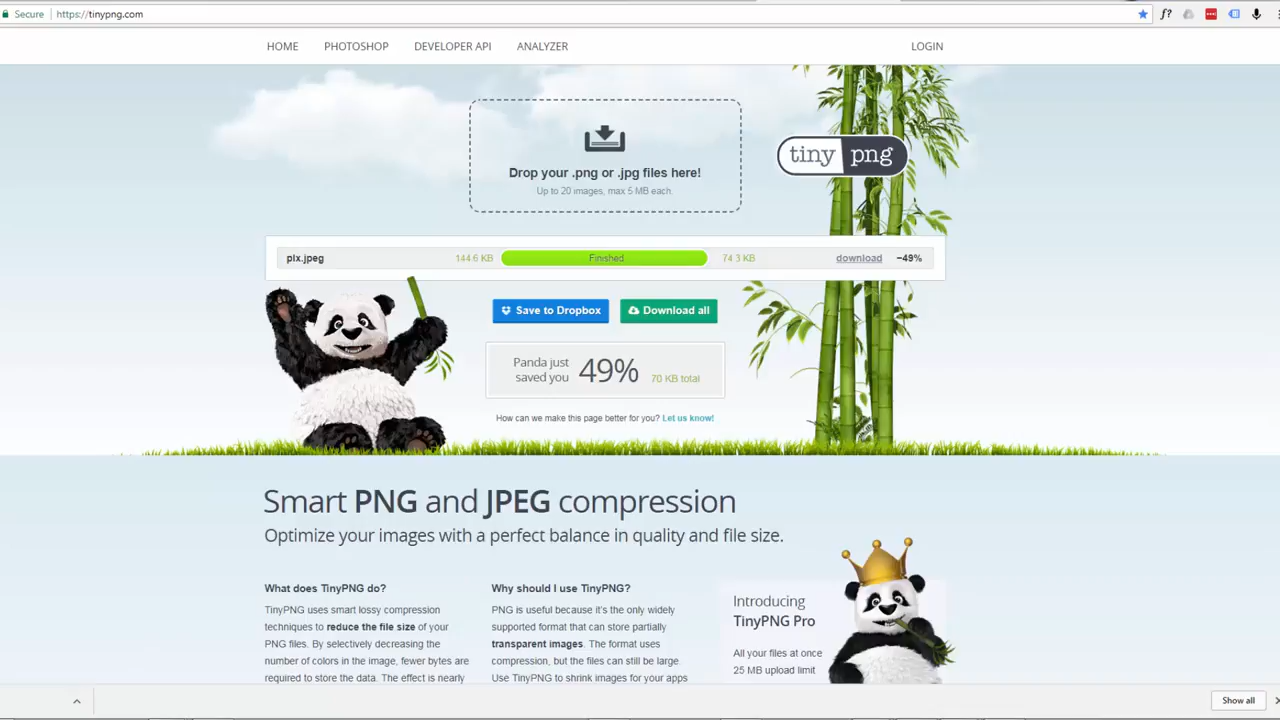 Secure https://tinypng.com f?
HOME PHOTOSHOP DEVELOPER API ANALYZER LOGIN
Drop your .png or .jpg files here!
Up to 20 images, max 5 MB each.
tiny png
pix.jpeg 144.6 KB Finished 74.3 KB download −49%
Save to Dropbox Download all
Panda just
saved you 49% 70 KB total
How can we make this page better for you? Let us know!
Smart PNG and JPEG compression
Optimize your images with a perfect balance in quality and file size.
What does TinyPNG do?
TinyPNG uses smart lossy compression
techniques to reduce the file size of your
PNG files. By selectively decreasing the
number of colors in the image, fewer bytes are
required to store the data. The effect is nearly
Why should I use TinyPNG?
PNG is useful because it's the only widely
supported format that can store partially
transparent images. The format uses
compression, but the files can still be large.
Use TinyPNG to shrink images for your apps
Introducing
TinyPNG Pro
All your files at once
25 MB upload limit
Show all